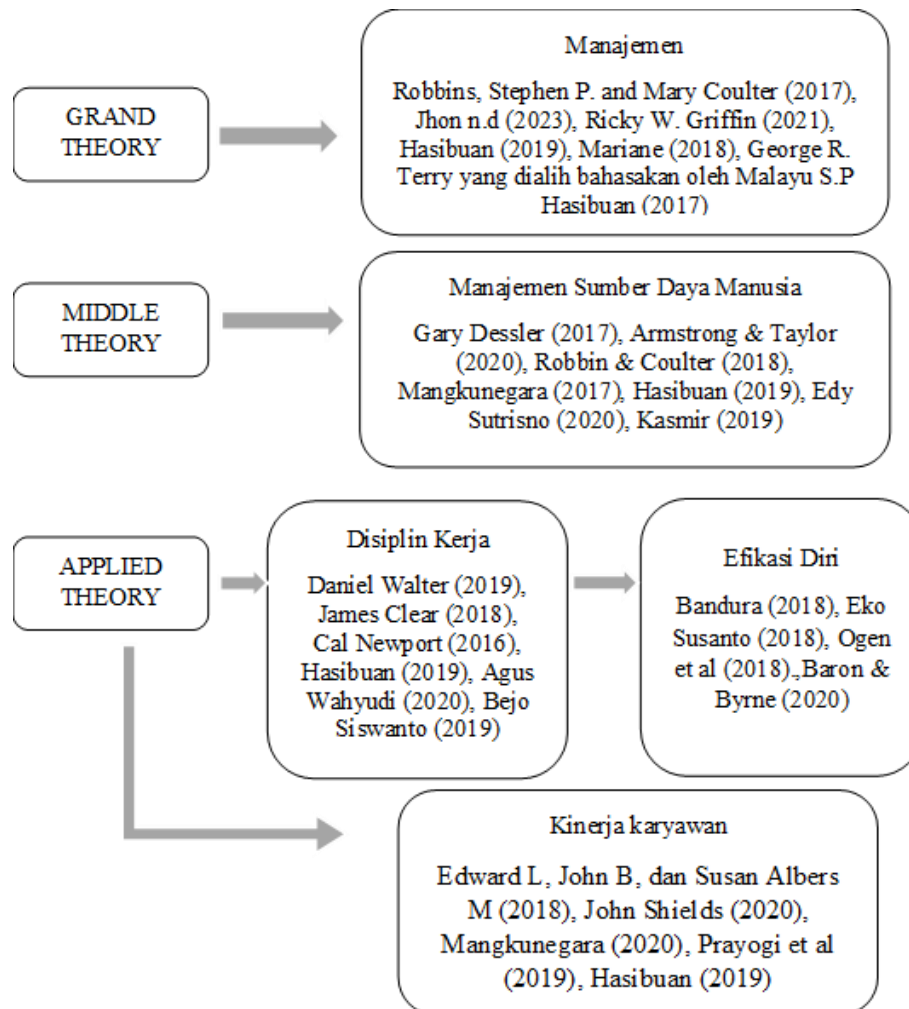 GRAND
THEORY
Manajemen
Robbins, Stephen P. and Mary Coulter (2017),
Jhon n.d (2023), Ricky W. Griffin (2021),
Hasibuan (2019), Mariane (2018), George R.
Terry yang dialih bahasakan oleh Malayu S.P
Hasibuan (2017)
MIDDLE
THEORY
Manajemen Sumber Daya Manusia
Gary Dessler (2017), Armstrong & Taylor
(2020), Robbin & Coulter (2018),
Mangkunegara (2017), Hasibuan (2019), Edy
Sutrisno (2020), Kasmir (2019)
APPLIED
THEORY
Disiplin Kerja
Daniel Walter (2019),
James Clear (2018),
Cal Newport (2016),
Hasibuan (2019), Agus
Wahyudi (2020), Bejo
Siswanto (2019)
Efikasi Diri
Bandura (2018), Eko
Susanto (2018), Ogen
et al (2018).,Baron &
Byrne (2020)
Kinerja karyawan
Edward L, John B, dan Susan Albers
M (2018), John Shields (2020),
Mangkunegara (2020), Prayogi et al
(2019), Hasibuan (2019)